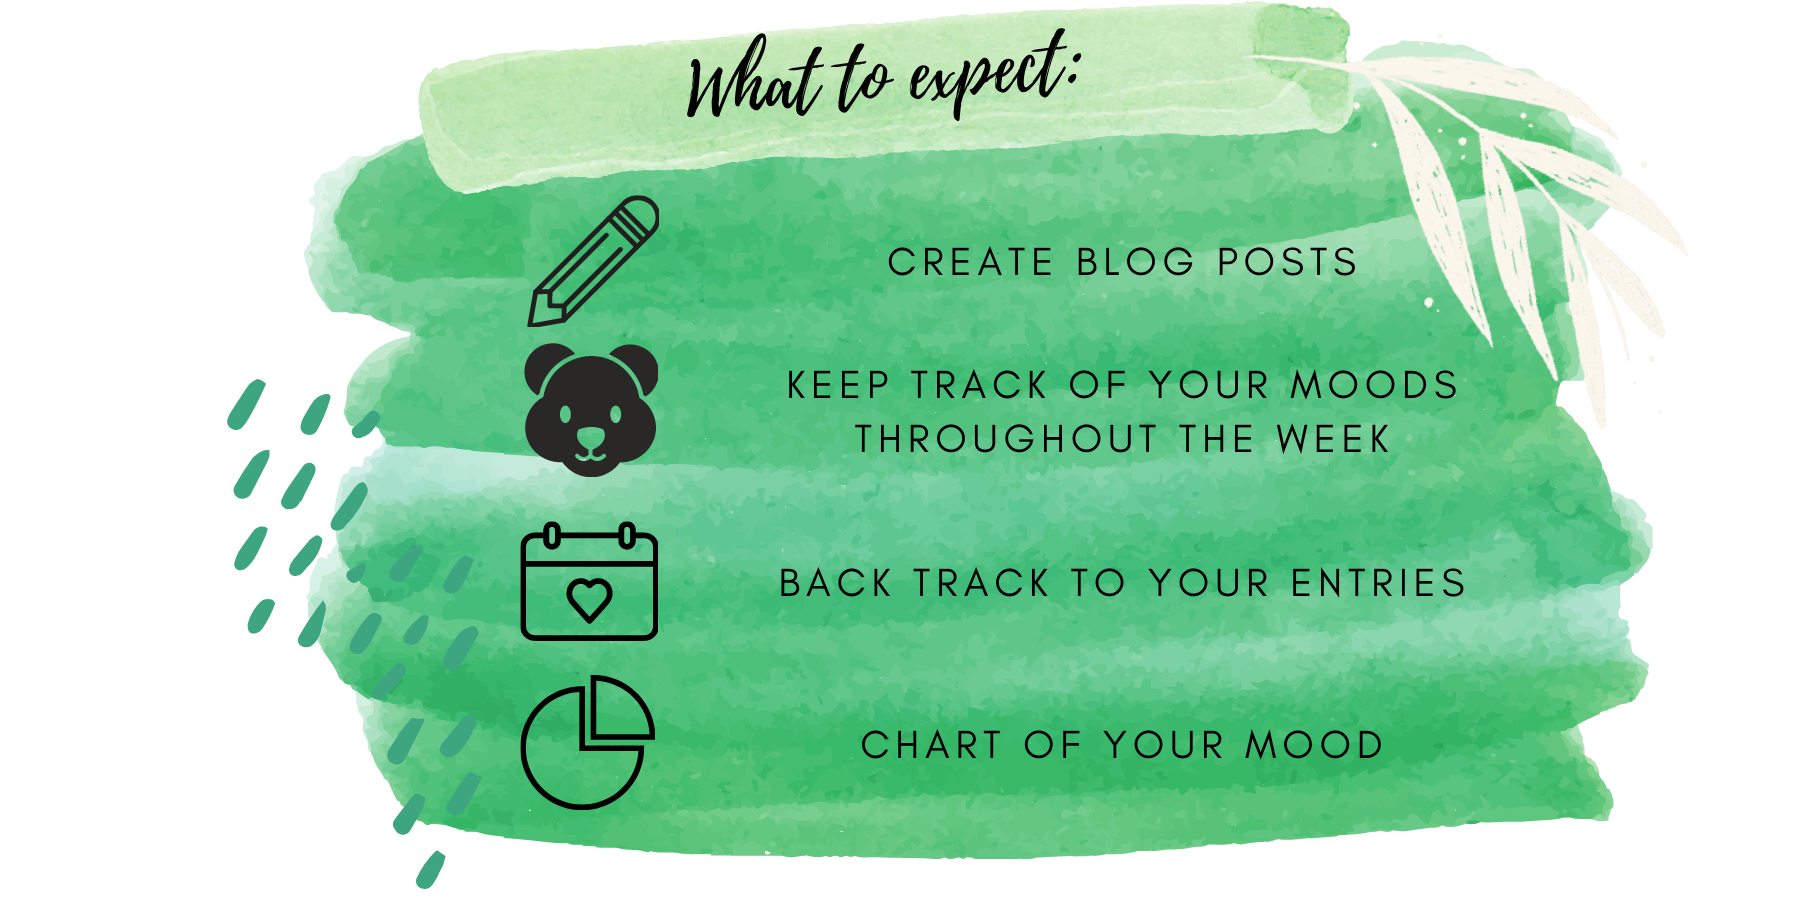 What to expect:
CREATE BLOG POSTS
KEEP TRACK OF YOUR MOODS
THROUGHOUT THE WEEK
BACK TRACK TO YOUR ENTRIES
CHART OF YOUR MOOD